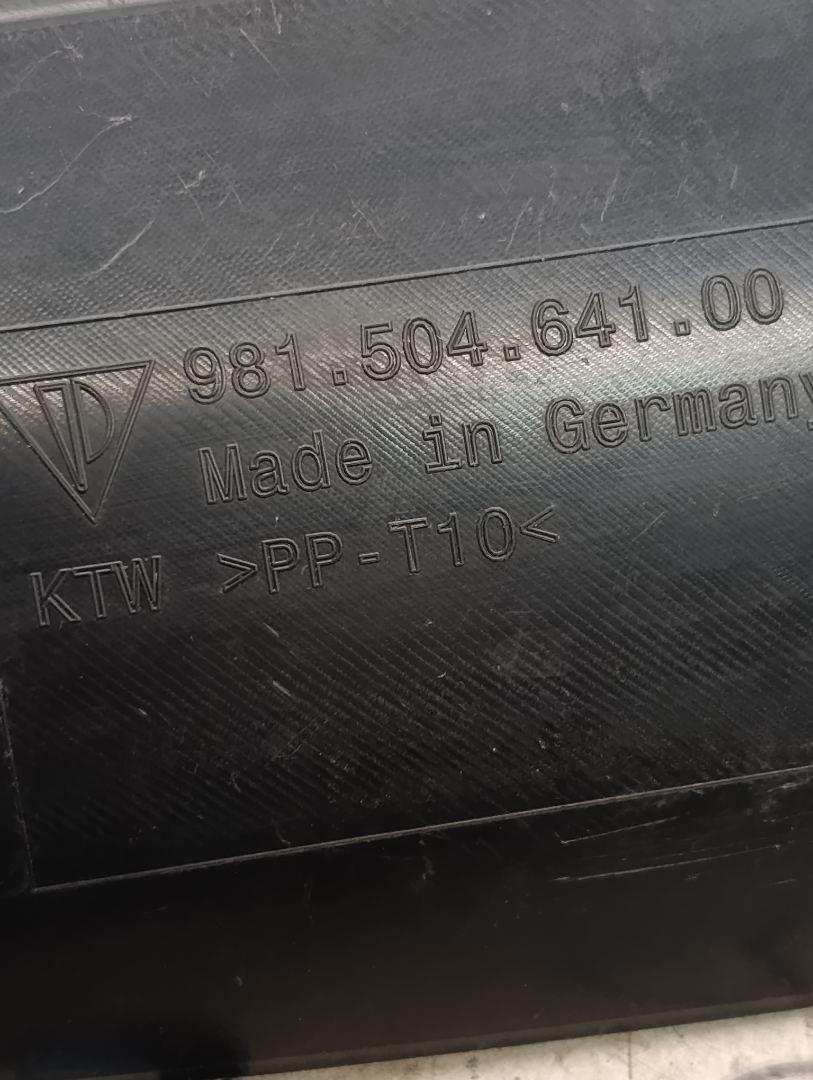 981.504.641.00
Made in Germany
KTW >PP-T10<